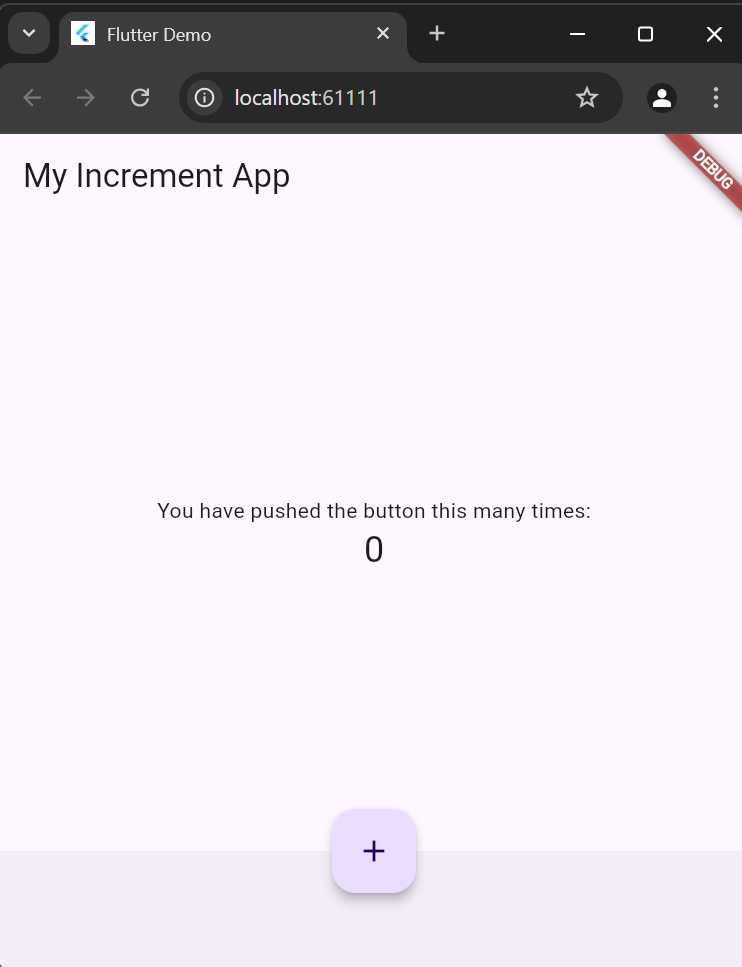 Flutter Demo
localhost:61111
My Increment App
DEBUG
You have pushed the button this many times:
0